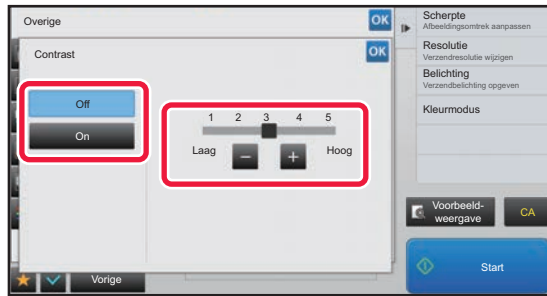 Overige
OK
Contrast
OK
Off
On
1 2 3 4 5
Laag
-
+
Hoog
Vorige
Scherpte
Afbeeldingsomtrek aanpassen
Resolutie
Verzendresolutie wijzigen
Belichting
Verzendbelichting opgeven
Kleurmodus
Voorbeeld-
weergave
CA
Start